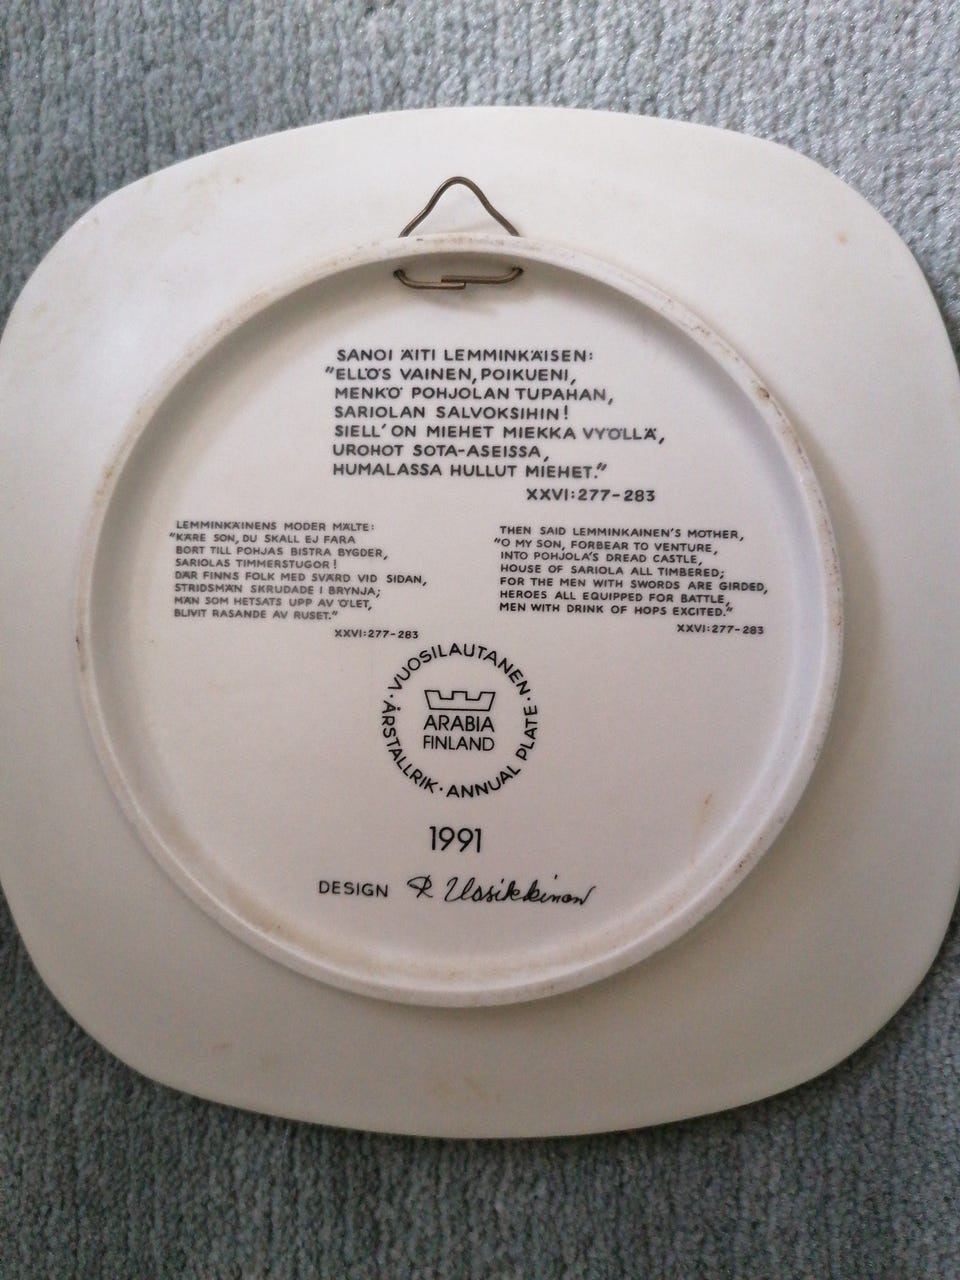 SANOI ÄITI LEMMINKÄISEN:
"ELLÖS VAINEN, POIKUENI,
MENKÖ POHJOLAN TUPAHAN,
SARIOLAN SALVOKSIHIN!
SIELL' ON MIEHET MIEKKA VYÖLLÄ,
UROHOT SOTA-ASEISSA,
HUMALASSA HULLUT MIEHET."
XXVI:277-283
LEMMINKÄINENS MODER MÄLTE:
"KÄRE SON, DU SKALL EJ FARA
BORT TILL POHJAS BISTRA BYGDER,
SARIOLAS TIMMERSTUGOR!
DÄR FINNS FOLK MED SVÄRD VID SIDAN,
STRIDSMÄN SKRUDADE I BRYNJA;
MÄN SOM HETSATS UPP AV ÖLET,
BLIVIT RASANDE AV RUSET."
XXVI:277-283
THEN SAID LEMMINKAINEN'S MOTHER,
"O MY SON, FORBEAR TO VENTURE,
INTO POHJOLA'S DREAD CASTLE,
HOUSE OF SARIOLA ALL TIMBERED;
FOR THE MEN WITH SWORDS ARE GIRDED,
HEROES ALL EQUIPPED FOR BATTLE,
MEN WITH DRINK OF HOPS EXCITED."
XXVI:277-283
· VUOSILAUTANEN ·
ÅRSTALLRIK · ANNUAL PLATE
ARABIA
FINLAND
1991
DESIGN R Uosikkinen